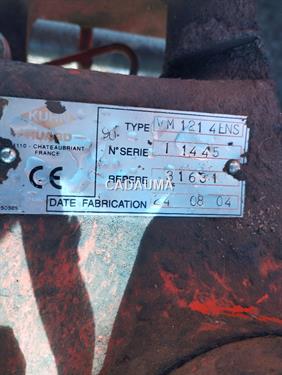 KUHN
HUARD
4110 - CHATEAUBRIANT
FRANCE
CE
TYPE VM 121 4ENS
N° SERIE I 1445
REPERE 31631
CADAUMA
DATE FABRICATION 24 08 04